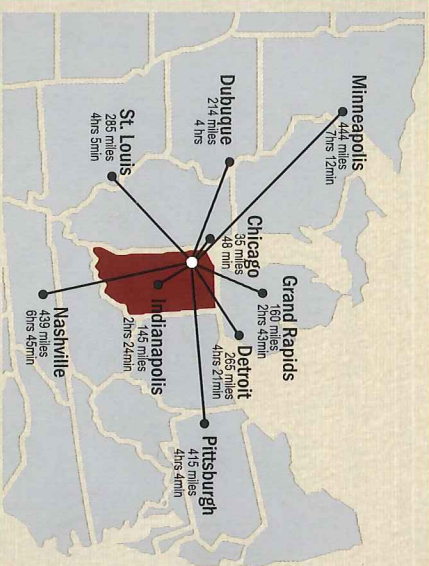 Minneapolis
444 miles
7hrs 12min
Dubuque
214 miles
4 hrs
St. Louis
285 miles
4hrs 5min
Chicago
35 miles
48 min
Grand Rapids
160 miles
2hrs 43min
Detroit
265 miles
4hrs 21min
Indianapolis
145 miles
2hrs 24min
Nashville
439 miles
6hrs 45min
Pittsburgh
415 miles
4hrs 4min